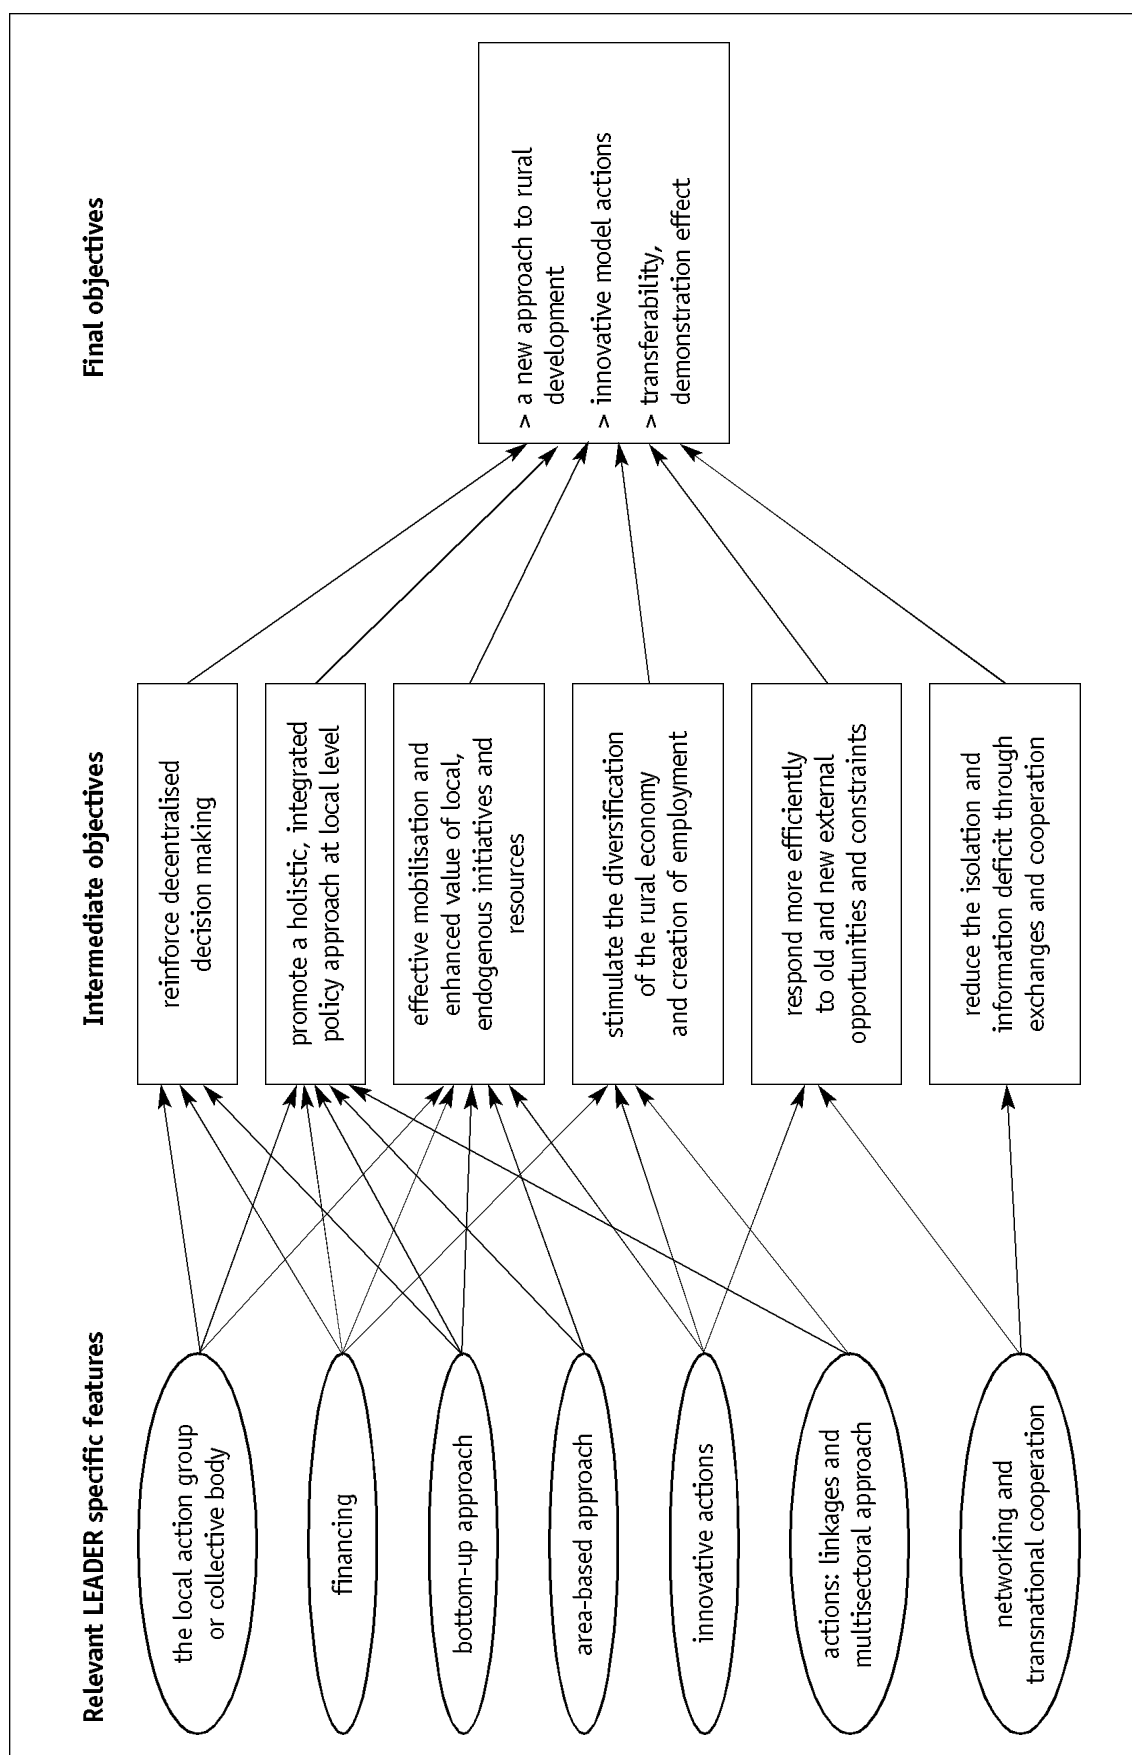 Relevant LEADER specific features
the local action group
or collective body
financing
bottom-up approach
area-based approach
innovative actions
actions: linkages and
multisectoral approach
networking and
transnational cooperation
Intermediate objectives
reinforce decentralised
decision making
promote a holistic, integrated
policy approach at local level
effective mobilisation and
enhanced value of local,
endogenous initiatives and
resources
stimulate the diversification
of the rural economy
and creation of employment
respond more efficiently
to old and new external
opportunities and constraints
reduce the isolation and
information deficit through
exchanges and cooperation
Final objectives
> a new approach to rural
development
> innovative model actions
> transferability,
demonstration effect